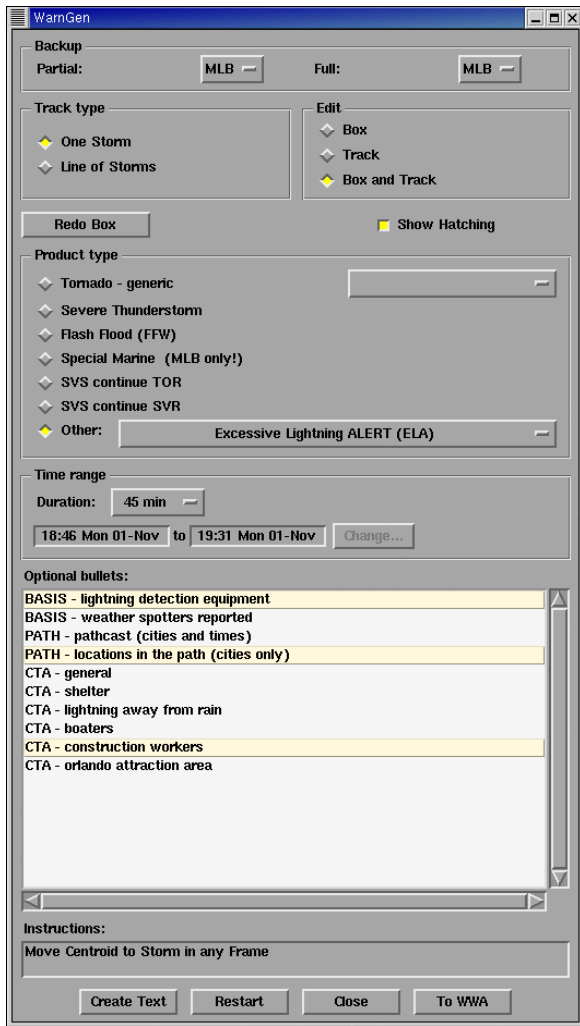 WarnGen
Backup
Partial: MLB Full: MLB
Track type
One Storm
Line of Storms
Edit
Box
Track
Box and Track
Redo Box
Show Hatching
Product type
Tornado - generic
Severe Thunderstorm
Flash Flood (FFW)
Special Marine (MLB only!)
SVS continue TOR
SVS continue SVR
Other: Excessive Lightning ALERT (ELA)
Time range
Duration: 45 min
18:46 Mon 01-Nov to 19:31 Mon 01-Nov Change...
Optional bullets:
BASIS - lightning detection equipment
BASIS - weather spotters reported
PATH - pathcast (cities and times)
PATH - locations in the path (cities only)
CTA - general
CTA - shelter
CTA - lightning away from rain
CTA - boaters
CTA - construction workers
CTA - orlando attraction area
Instructions:
Move Centroid to Storm in any Frame
Create Text Restart Close To WWA